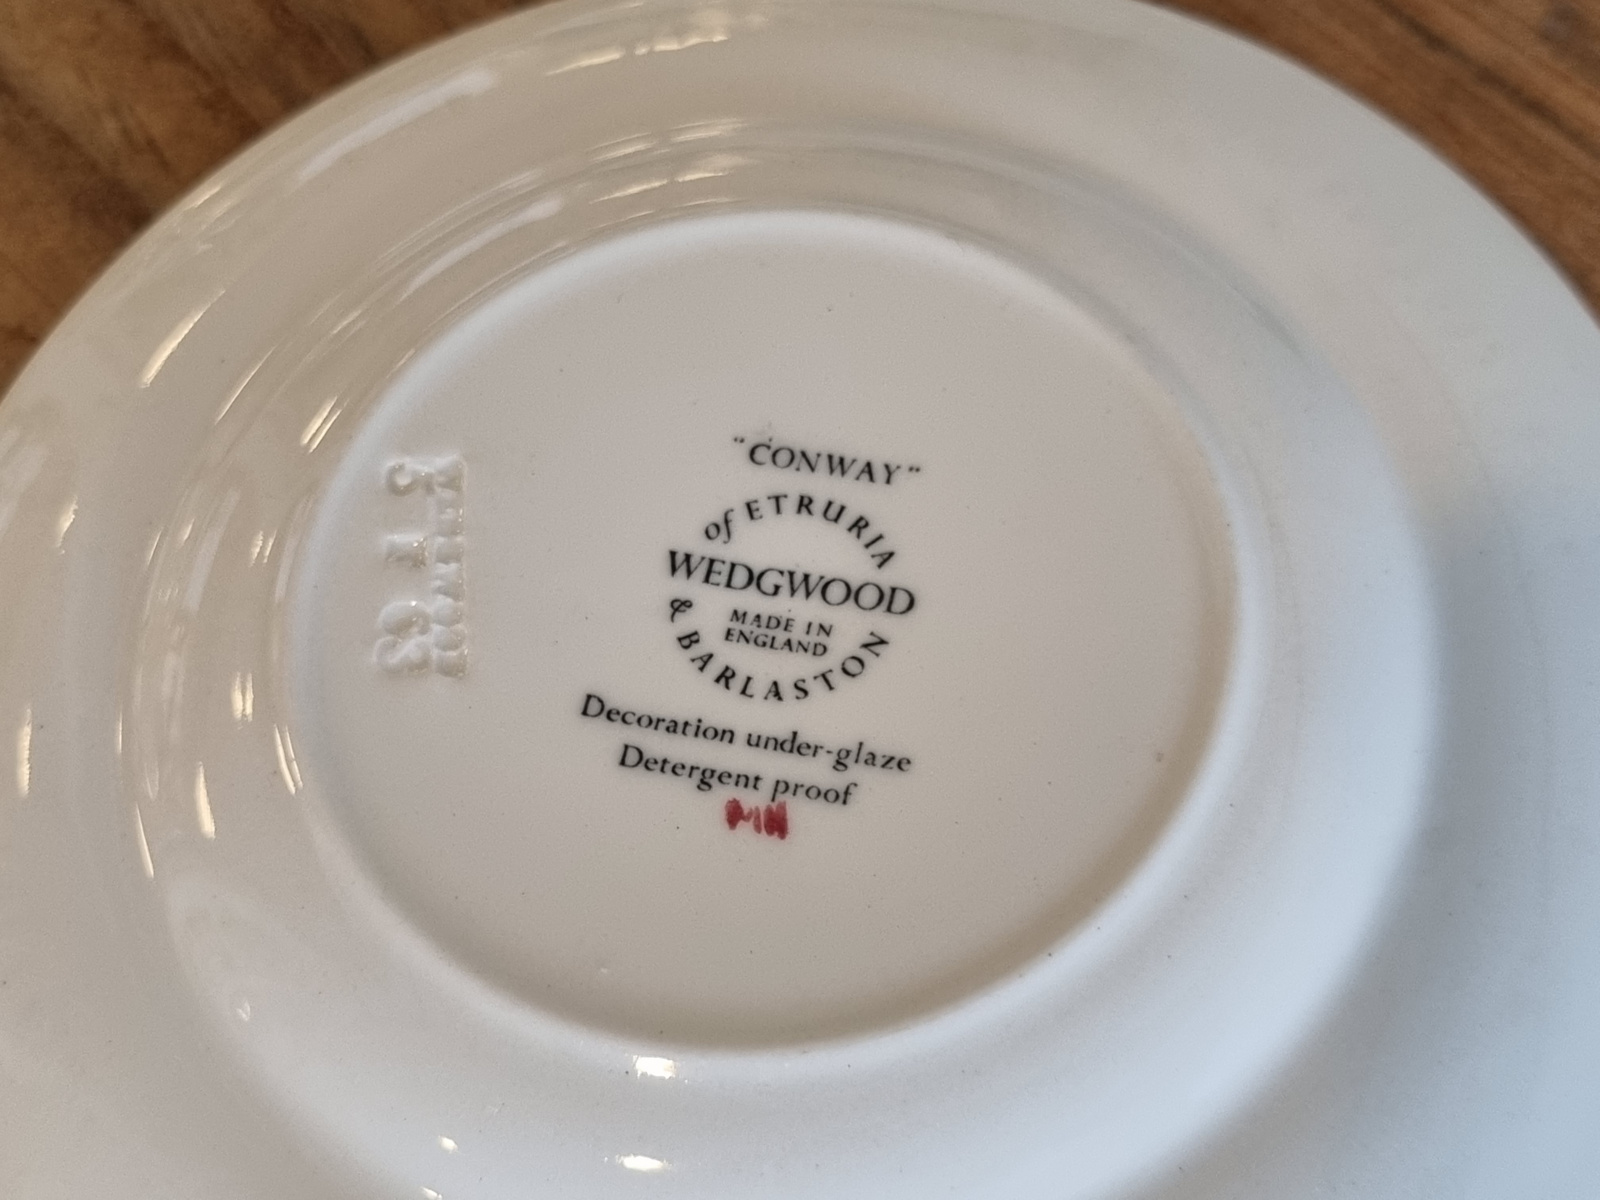 "CONWAY"
of ETRURIA
WEDGWOOD
MADE IN
ENGLAND
& BARLASTON
Decoration under-glaze
Detergent proof